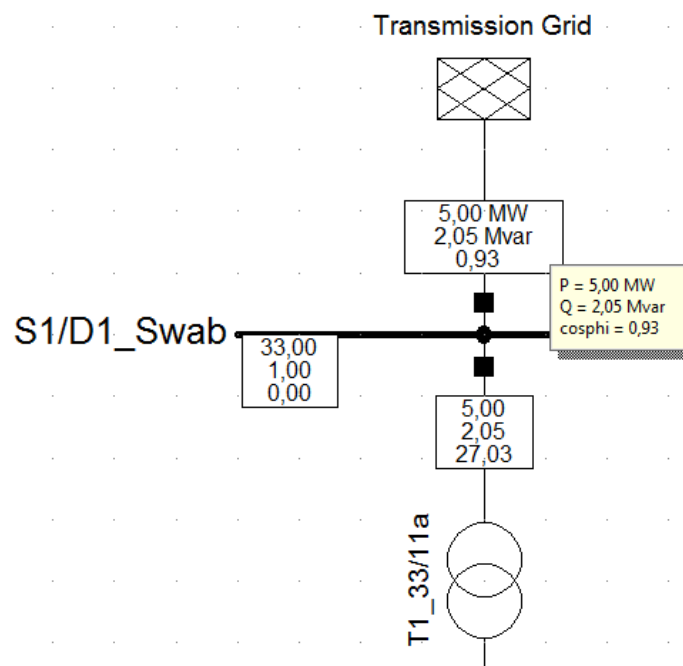 Transmission Grid
5,00 MW
2,05 Mvar
0,93
P = 5,00 MW
Q = 2,05 Mvar
cosphi = 0,93
S1/D1_Swab
33,00
1,00
0,00
5,00
2,05
27,03
T1_33/11a